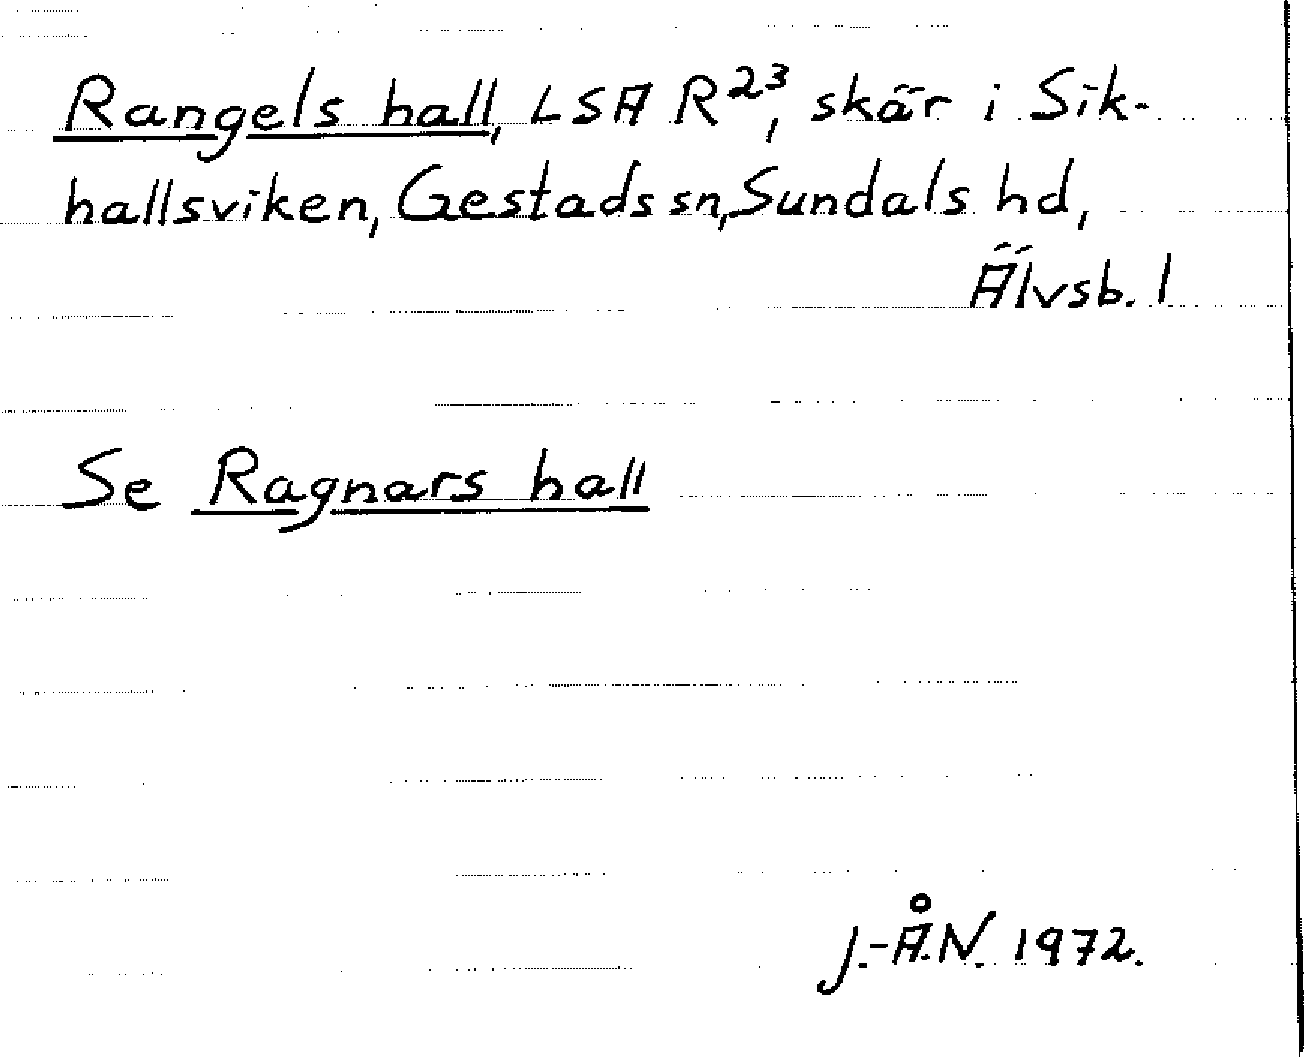 Rangels hall, LSA R23, skär i Sik-
hallsviken, Gestads sn, Sundals hd,
Älvsb. l
Se Ragnars hall
J.-Å.N. 1972.